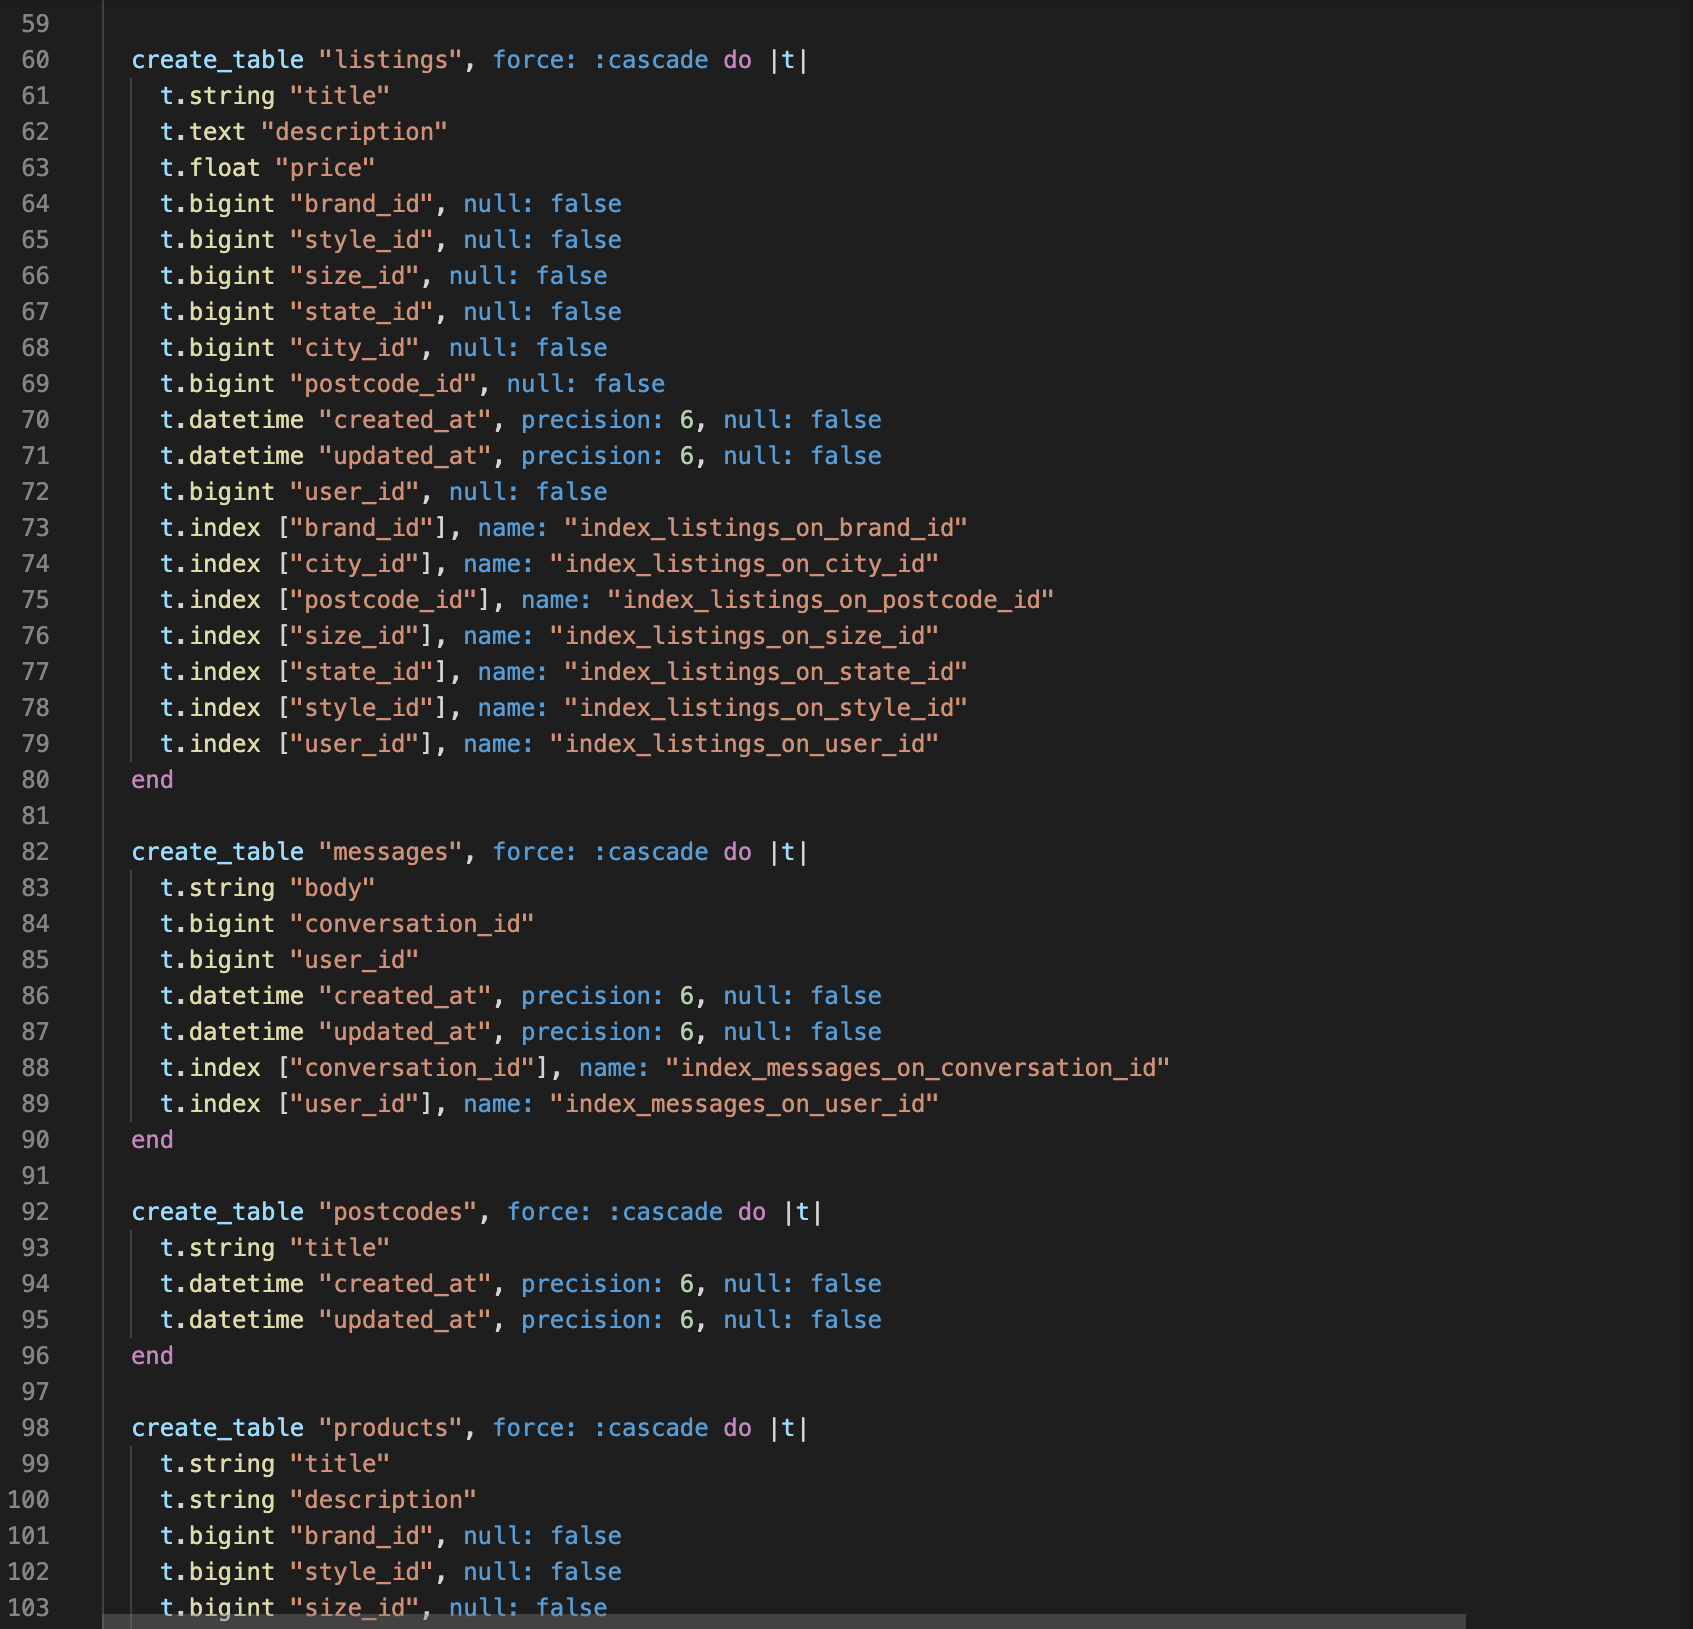 59
60 create_table "listings", force: :cascade do |t|
61 t.string "title"
62 t.text "description"
63 t.float "price"
64 t.bigint "brand_id", null: false
65 t.bigint "style_id", null: false
66 t.bigint "size_id", null: false
67 t.bigint "state_id", null: false
68 t.bigint "city_id", null: false
69 t.bigint "postcode_id", null: false
70 t.datetime "created_at", precision: 6, null: false
71 t.datetime "updated_at", precision: 6, null: false
72 t.bigint "user_id", null: false
73 t.index ["brand_id"], name: "index_listings_on_brand_id"
74 t.index ["city_id"], name: "index_listings_on_city_id"
75 t.index ["postcode_id"], name: "index_listings_on_postcode_id"
76 t.index ["size_id"], name: "index_listings_on_size_id"
77 t.index ["state_id"], name: "index_listings_on_state_id"
78 t.index ["style_id"], name: "index_listings_on_style_id"
79 t.index ["user_id"], name: "index_listings_on_user_id"
80 end
81
82 create_table "messages", force: :cascade do |t|
83 t.string "body"
84 t.bigint "conversation_id"
85 t.bigint "user_id"
86 t.datetime "created_at", precision: 6, null: false
87 t.datetime "updated_at", precision: 6, null: false
88 t.index ["conversation_id"], name: "index_messages_on_conversation_id"
89 t.index ["user_id"], name: "index_messages_on_user_id"
90 end
91
92 create_table "postcodes", force: :cascade do |t|
93 t.string "title"
94 t.datetime "created_at", precision: 6, null: false
95 t.datetime "updated_at", precision: 6, null: false
96 end
97
98 create_table "products", force: :cascade do |t|
99 t.string "title"
100 t.string "description"
101 t.bigint "brand_id", null: false
102 t.bigint "style_id", null: false
103 t.bigint "size_id", null: false